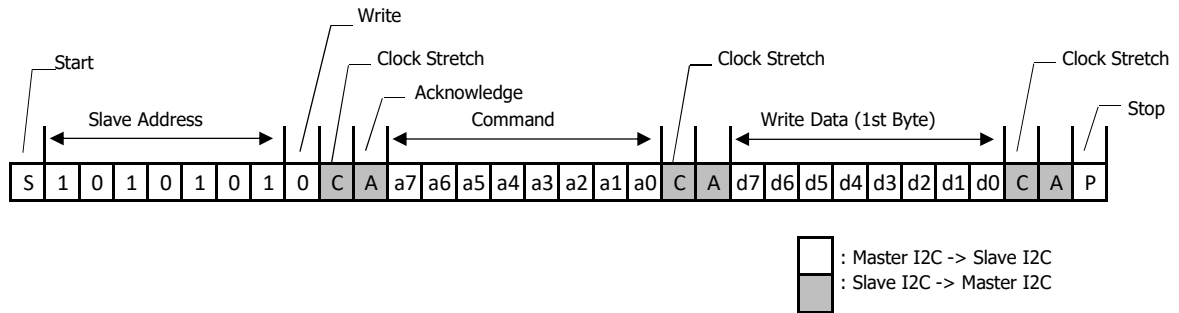 Write
Start
Clock Stretch
Clock Stretch
Clock Stretch
Acknowledge
Stop
Slave Address
Command
Write Data (1st Byte)
S 1 0 1 0 1 0 1 0 C A a7 a6 a5 a4 a3 a2 a1 a0 C A d7 d6 d5 d4 d3 d2 d1 d0 C A P
: Master I2C -> Slave I2C
: Slave I2C -> Master I2C